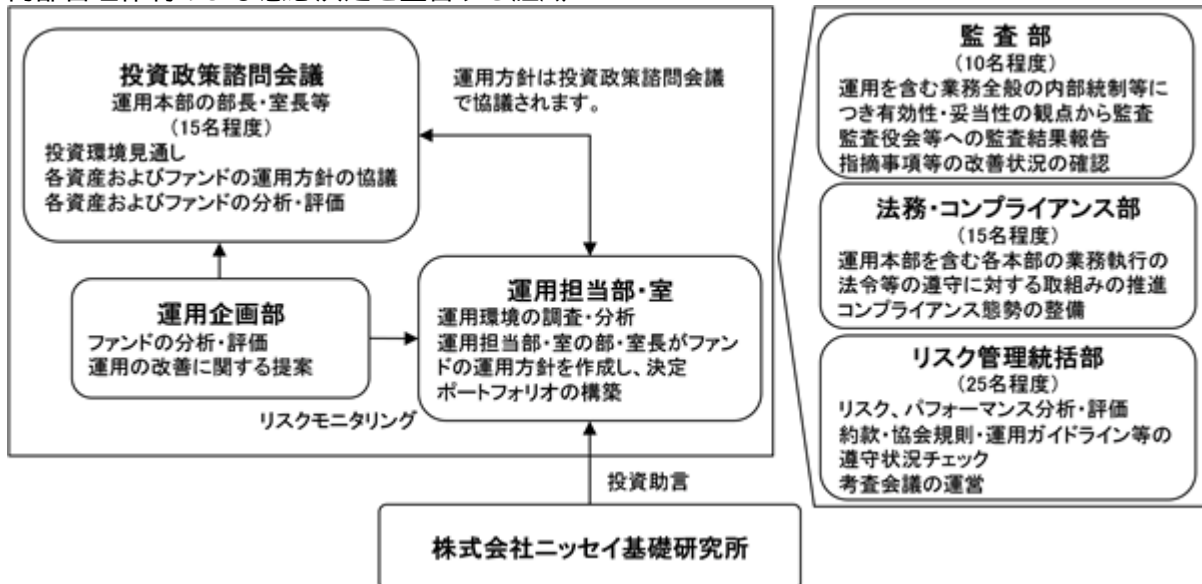 投資政策諮問会議
運用本部の部長・室長等
(15名程度)
投資環境見通し
各資産およびファンドの運用方針の協議
各資産およびファンドの分析・評価
運用方針は投資政策諮問会議
で協議されます。
運用企画部
ファンドの分析・評価
運用の改善に関する提案
運用担当部・室
運用環境の調査・分析
運用担当部・室の部・室長がファン
ドの運用方針を作成し、決定
ポートフォリオの構築
リスクモニタリング
投資助言
株式会社ニッセイ基礎研究所
監査部
(10名程度)
運用を含む業務全般の内部統制等に
つき有効性・妥当性の観点から監査
監査役会等への監査結果報告
指摘事項等の改善状況の確認
法務・コンプライアンス部
(15名程度)
運用本部を含む各本部の業務執行の
法令等の遵守に対する取組みの推進
コンプライアンス態勢の整備
リスク管理統括部
(25名程度)
リスク、パフォーマンス分析・評価
約款・協会規則・運用ガイドライン等の
遵守状況チェック
考査会議の運営